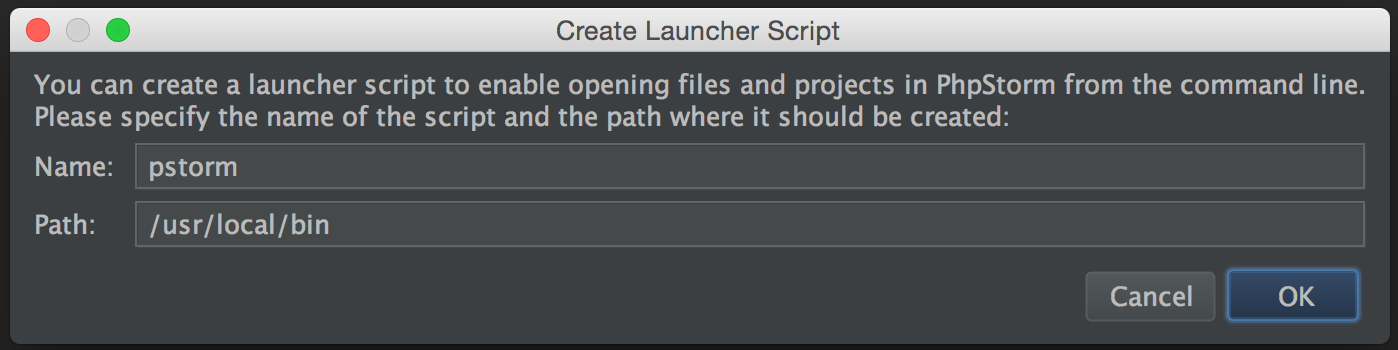 Create Launcher Script
You can create a launcher script to enable opening files and projects in PhpStorm from the command line.
Please specify the name of the script and the path where it should be created:
Name: pstorm
Path: /usr/local/bin
Cancel OK